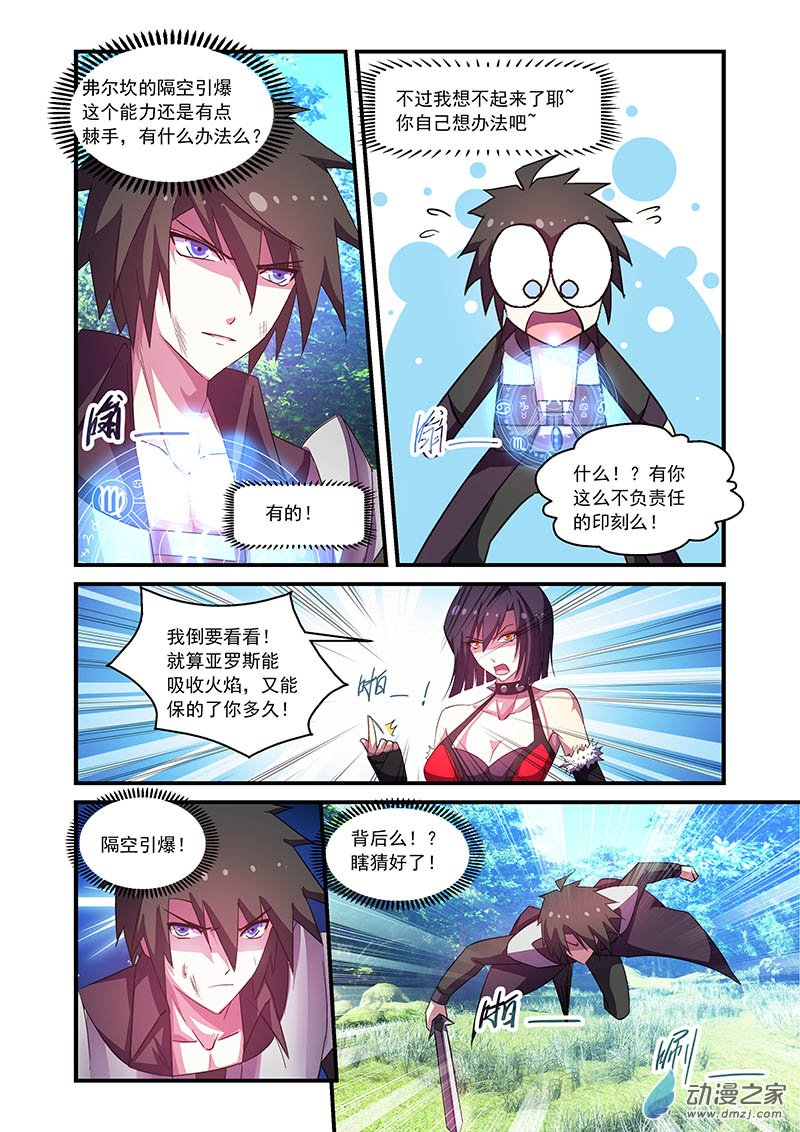 弗尔坎的隔空引爆
这个能力还是有点
棘手，有什么办法么？
有的！
不过我想不起来了耶~
你自己想办法吧~
什么！？有你
这么不负责任
的印刻么！
我倒要看看！
就算亚罗斯能
吸收火焰，又能
保的了你多久！
啪—！
隔空引爆！
背后么！？
瞎猜好了！
啪—
唰—
动漫之家
www.dmzj.com